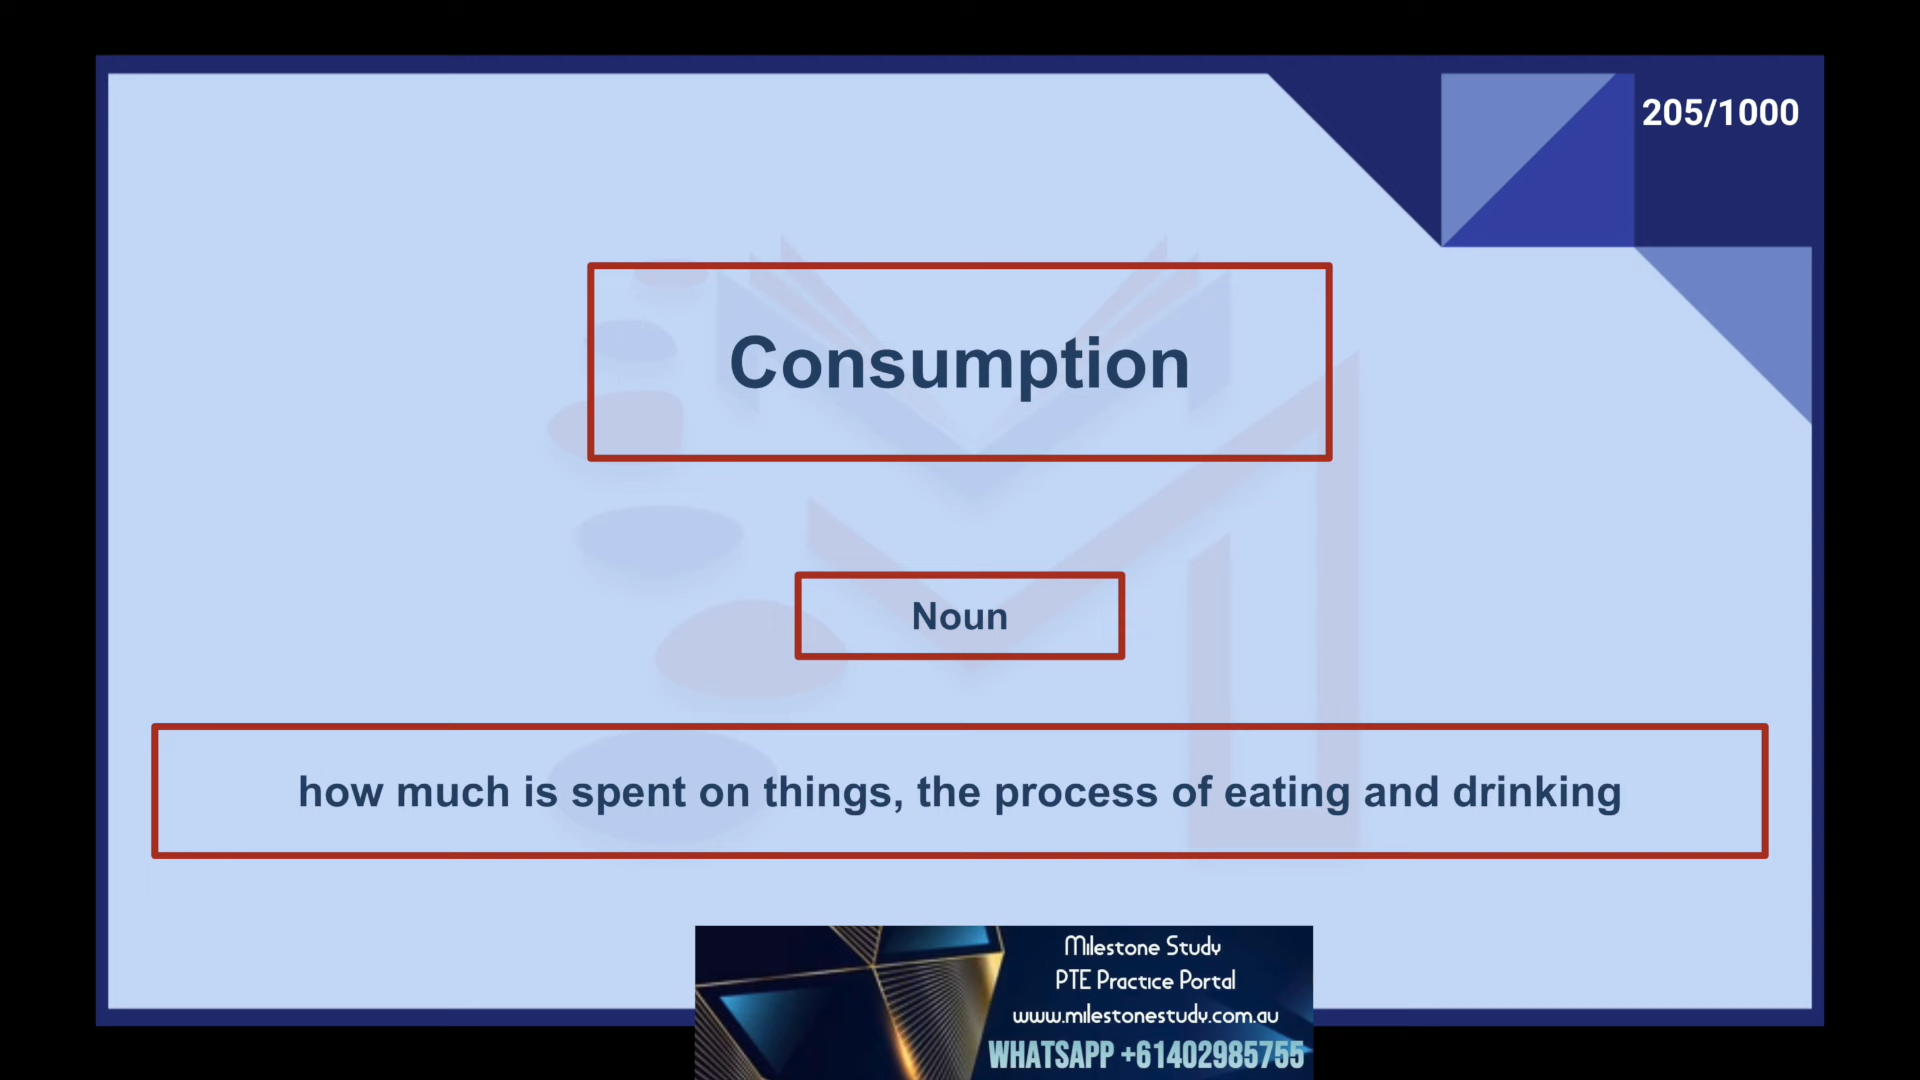 205/1000
Consumption
Noun
how much is spent on things, the process of eating and drinking
Milestone Study
PTE Practice Portal
www.milestonestudy.com.au
WHATSAPP +61402985755